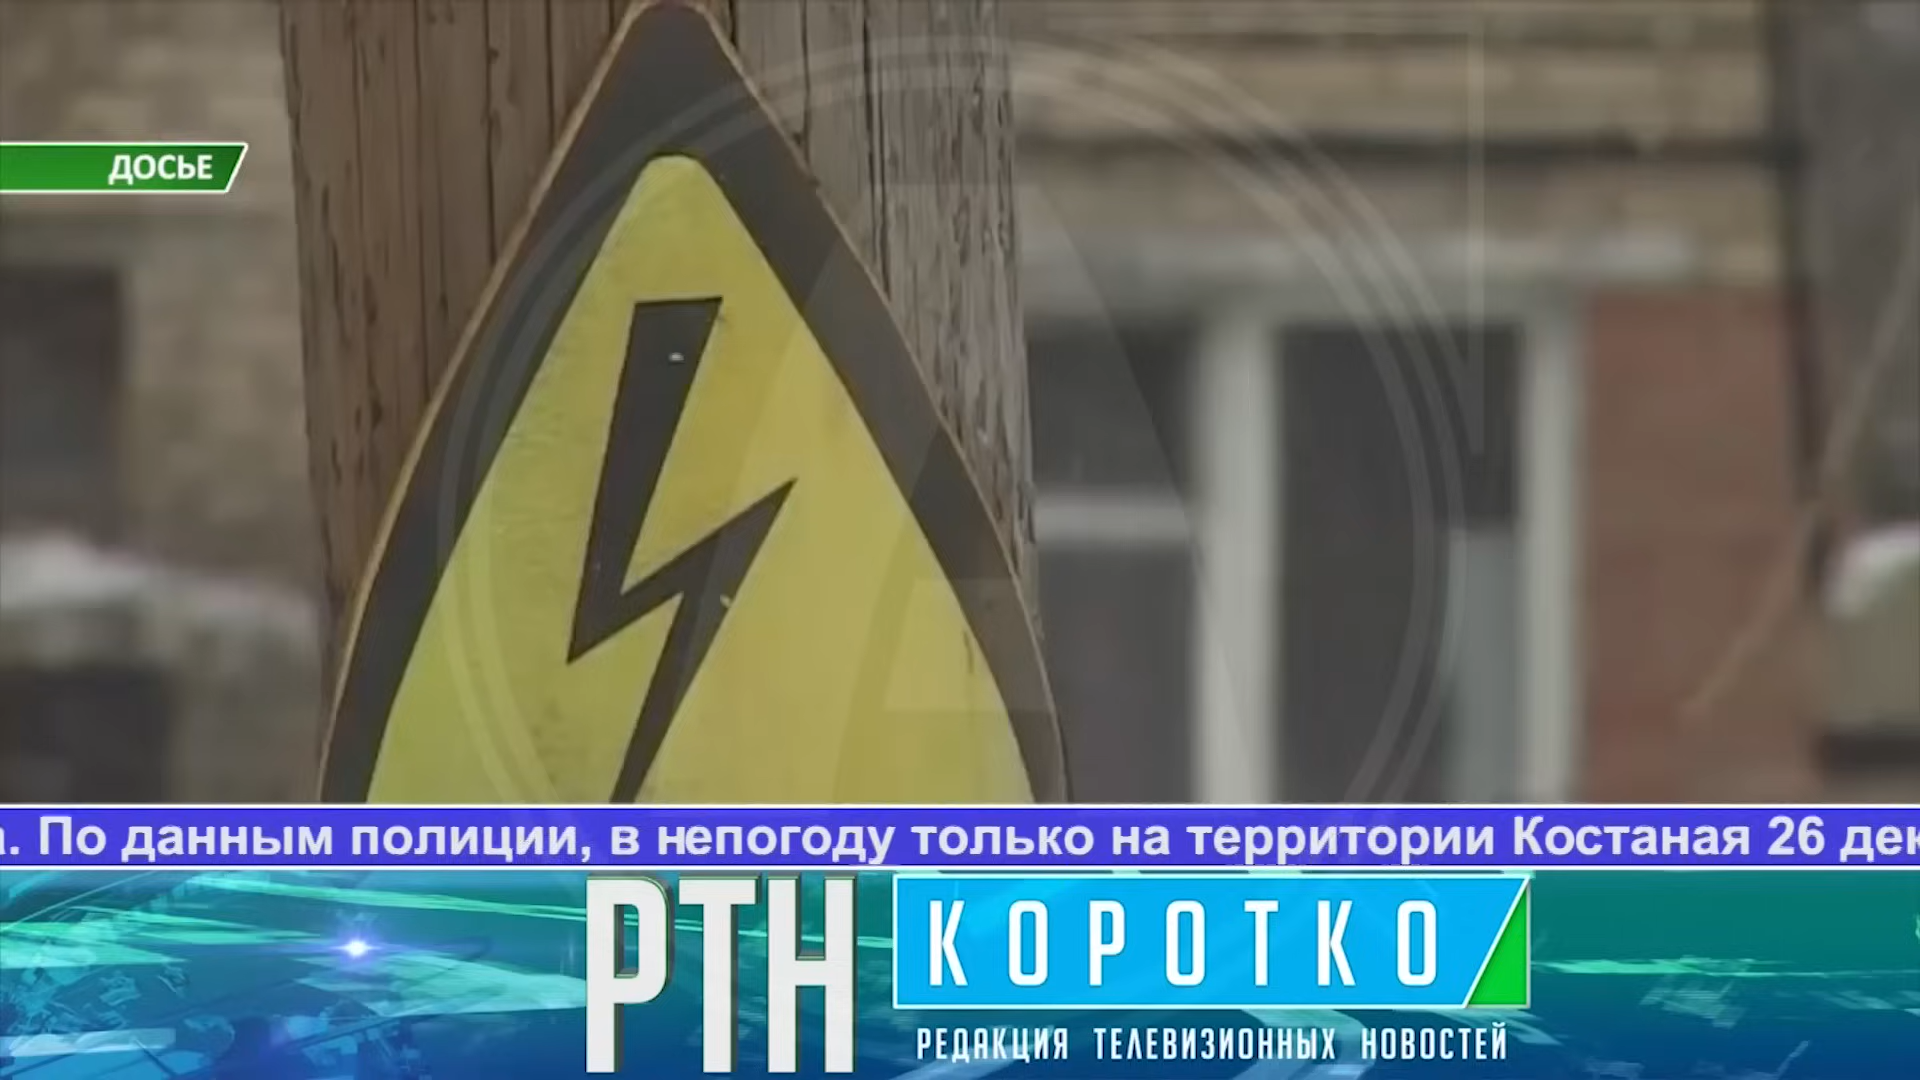 ДОСЬЕ
. По данным полиции, в непогоду только на территории Костаная 26
РТН
КОРОТКО
РЕДАКЦИЯ ТЕЛЕВИЗИОННЫХ НОВОСТЕЙ